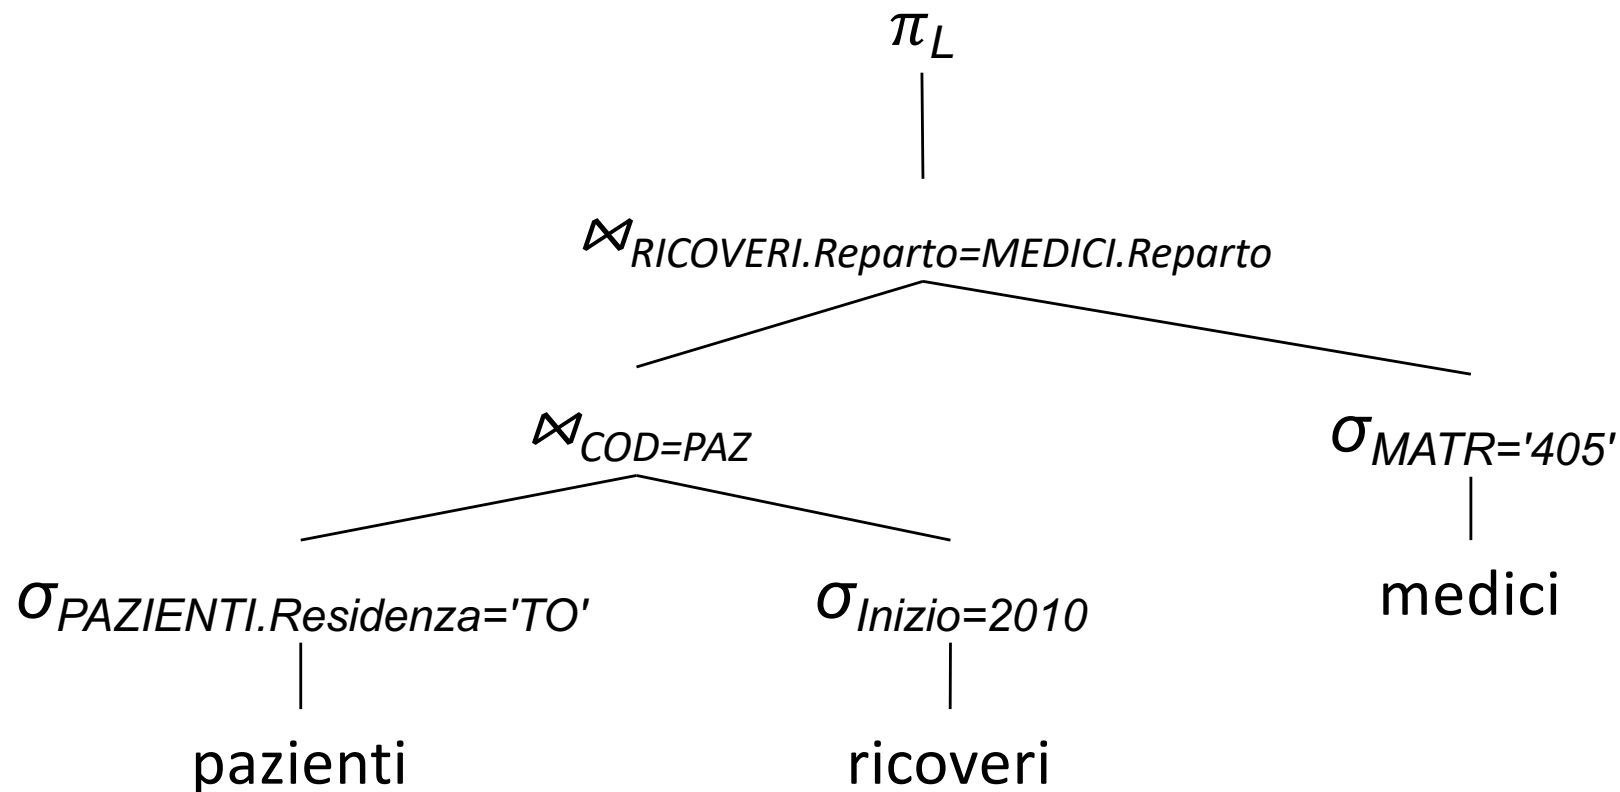 π_L
⋈_RICOVERI.Reparto=MEDICI.Reparto
⋈_COD=PAZ
σ_MATR='405'
σ_PAZIENTI.Residenza='TO'
σ_Inizio=2010
medici
pazienti
ricoveri